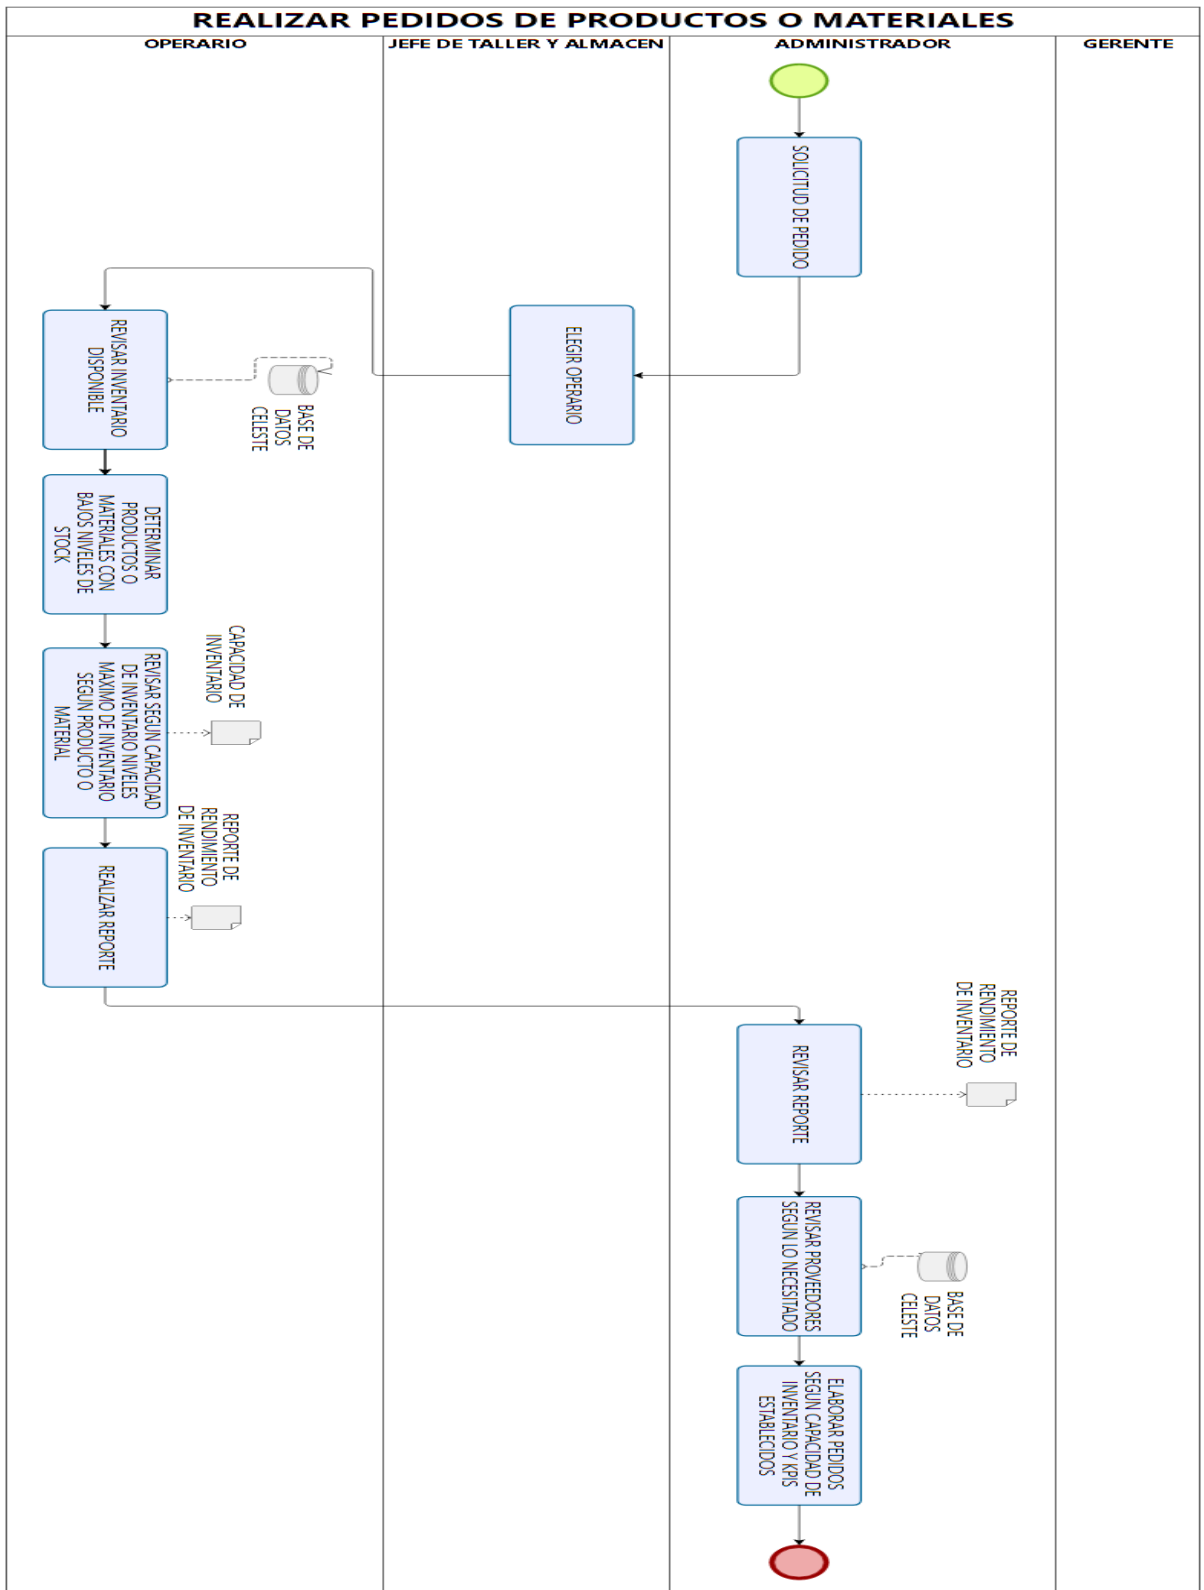 REALIZAR PEDIDOS DE PRODUCTOS O MATERIALES
OPERARIO
JEFE DE TALLER Y ALMACEN
ADMINISTRADOR
GERENTE
SOLICITUD DE PEDIDO
ELEGIR OPERARIO
REVISAR INVENTARIO
DISPONIBLE
BASE DE
DATOS
CELESTE
DETERMINAR
PRODUCTOS O
MATERIALES CON
BAJOS NIVELES DE
STOCK
CAPACIDAD DE
INVENTARIO
REVISAR SEGUN CAPACIDAD
DE INVENTARIO NIVELES
MAXIMO DE INVENTARIO
SEGUN PRODUCTO O
MATERIAL
REPORTE DE
RENDIMIENTO
DE INVENTARIO
REALIZAR REPORTE
REPORTE DE
RENDIMIENTO
DE INVENTARIO
REVISAR REPORTE
REVISAR PROVEEDORES
SEGUN LO NECESITADO
BASE DE
DATOS
CELESTE
ELABORAR PEDIDOS
SEGUN CAPACIDAD DE
INVENTARIO Y KPIS
ESTABLECIDOS